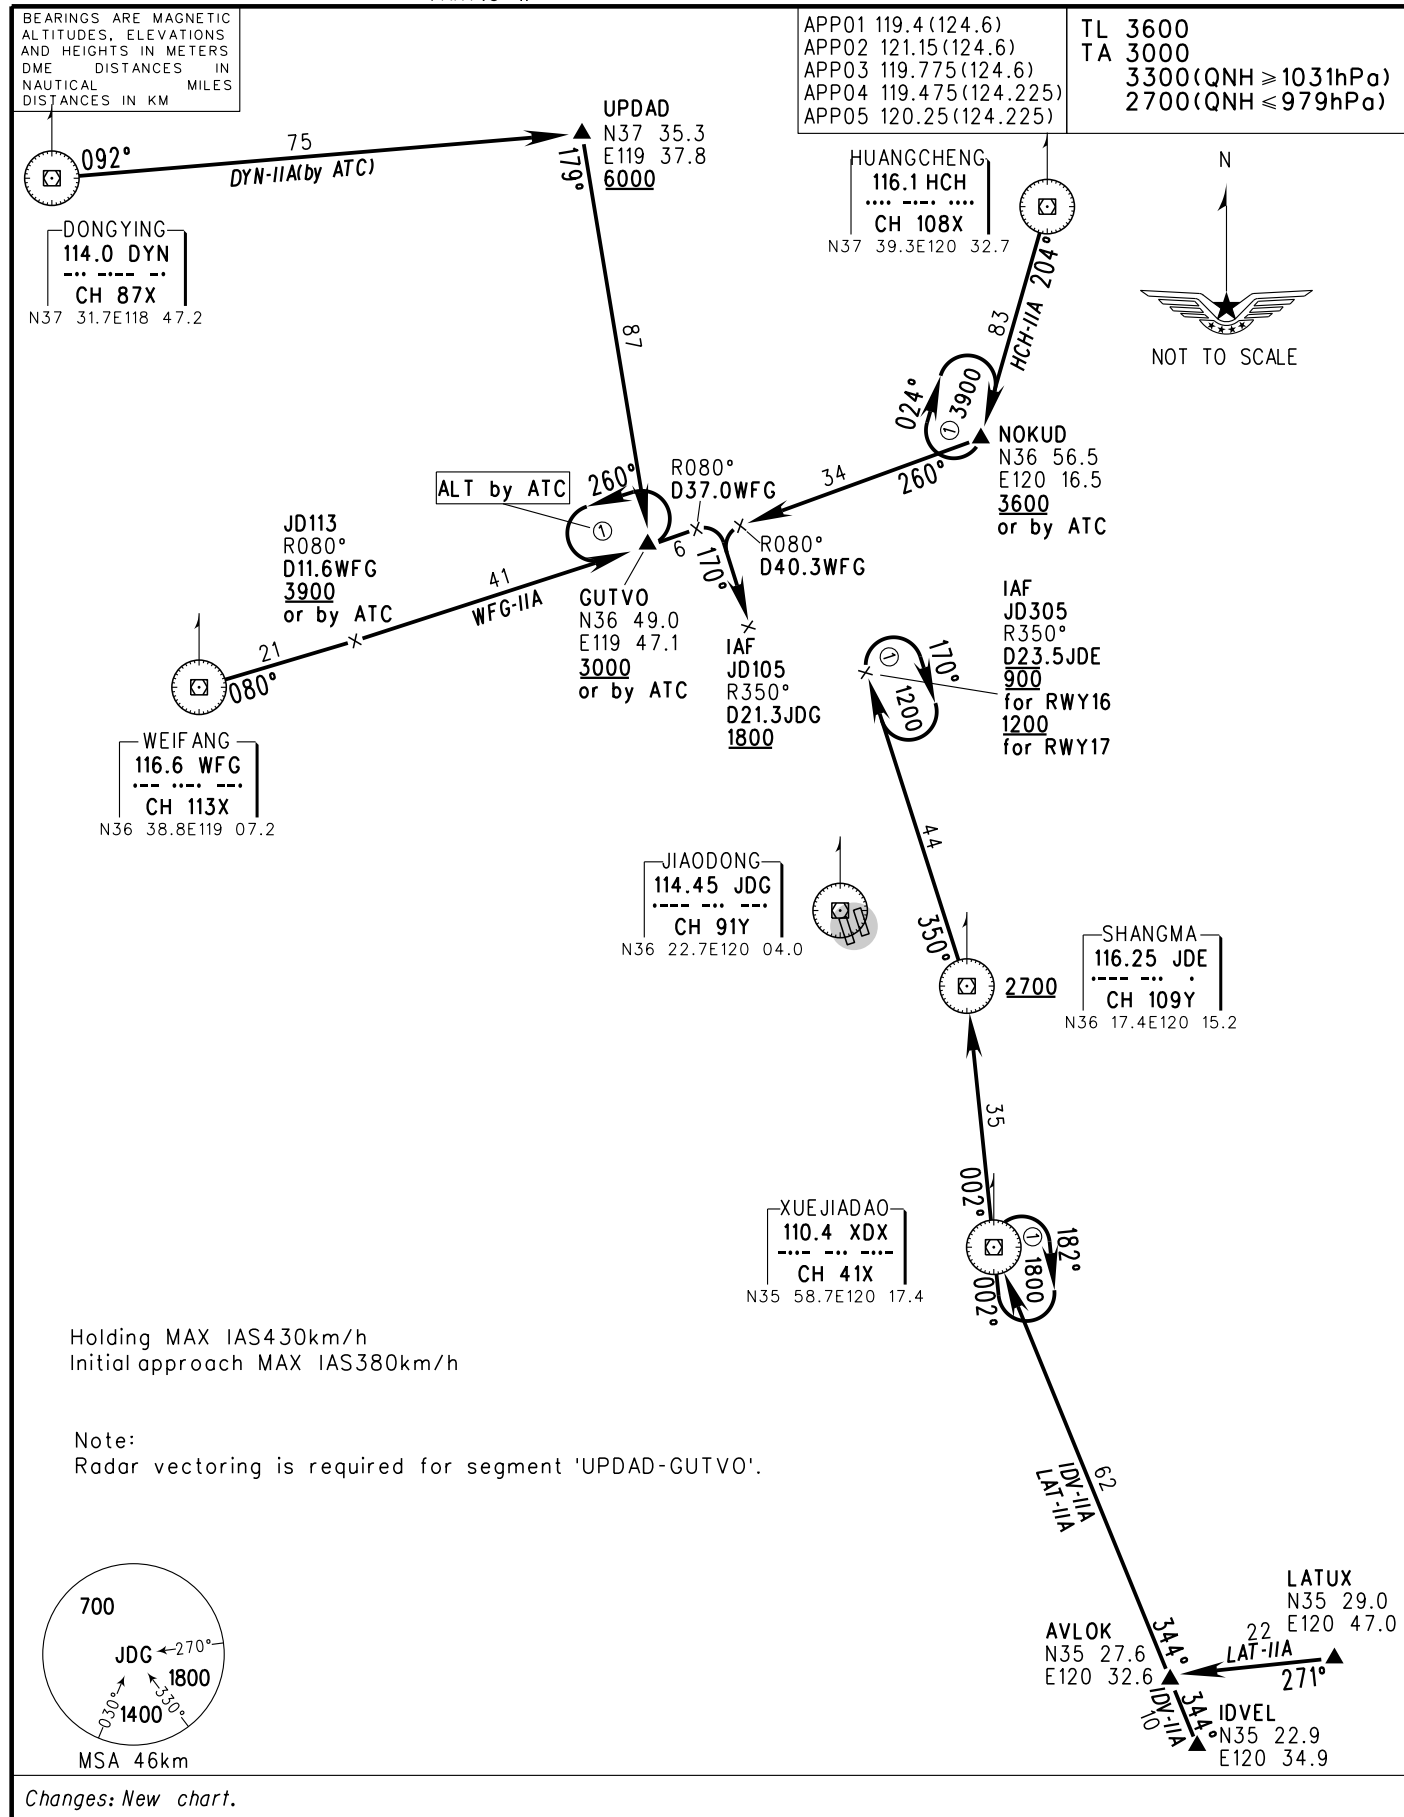 BEARINGS ARE MAGNETIC
ALTITUDES, ELEVATIONS
AND HEIGHTS IN METERS
DME DISTANCES IN
NAUTICAL MILES
DISTANCES IN KM
APP01 119.4(124.6)
APP02 121.15(124.6)
APP03 119.775(124.6)
APP04 119.475(124.225)
APP05 120.25(124.225)
TL 3600
TA 3000
3300(QNH ≥1031hPa)
2700(QNH ≤979hPa)
092°
75
DYN-11A(by ATC)
UPDAD
N37 35.3
E119 37.8
6000
179°
87
DONGYING
114.0 DYN
CH 87X
N37 31.7E118 47.2
HUANGCHENG
116.1 HCH
CH 108X
N37 39.3E120 32.7
204°
83
HCH-11A
N
NOT TO SCALE
024°
3900
1
NOKUD
N36 56.5
E120 16.5
3600
or by ATC
34
260°
ALT by ATC
260°
1
R080°
D37.0WFG
R080°
D40.3WFG
6
170°
JD113
R080°
D11.6WFG
3900
or by ATC
41
WFG-11A
21
080°
GUTVO
N36 49.0
E119 47.1
3000
or by ATC
IAF
JD105
R350°
D21.3JDG
1800
WEIFANG
116.6 WFG
CH 113X
N36 38.8E119 07.2
IAF
JD305
R350°
D23.5JDE
900
for RWY16
1200
for RWY17
170°
1
1200
44
350°
JIAODONG
114.45 JDG
CH 91Y
N36 22.7E120 04.0
2700
SHANGMA
116.25 JDE
CH 109Y
N36 17.4E120 15.2
35
002°
XUEJIADAO
110.4 XDX
CH 41X
N35 58.7E120 17.4
1
1800
182°
002°
Holding MAX IAS430km/h
Initial approach MAX IAS380km/h
Note:
Radar vectoring is required for segment 'UPDAD-GUTVO'.
62
IDV-11A
LAT-11A
344°
AVLOK
N35 27.6
E120 32.6
LATUX
N35 29.0
E120 47.0
22
LAT-11A
271°
344°
IDV-11A
10
IDVEL
N35 22.9
E120 34.9
700
JDG
270°
1800
030°
330°
1400
MSA 46km
Changes: New chart.